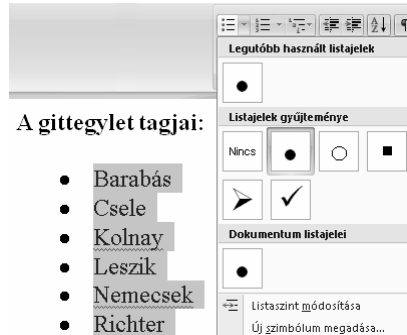 Legutóbb használt listajelek
A gittegylet tagjai:
Listajelek gyűjteménye
Nincs
Barabás
Csele
Kolnay
Leszik
Nemecsek
Richter
Dokumentum listajelei
Listaszint módosítása
Új szimbólum megadása...